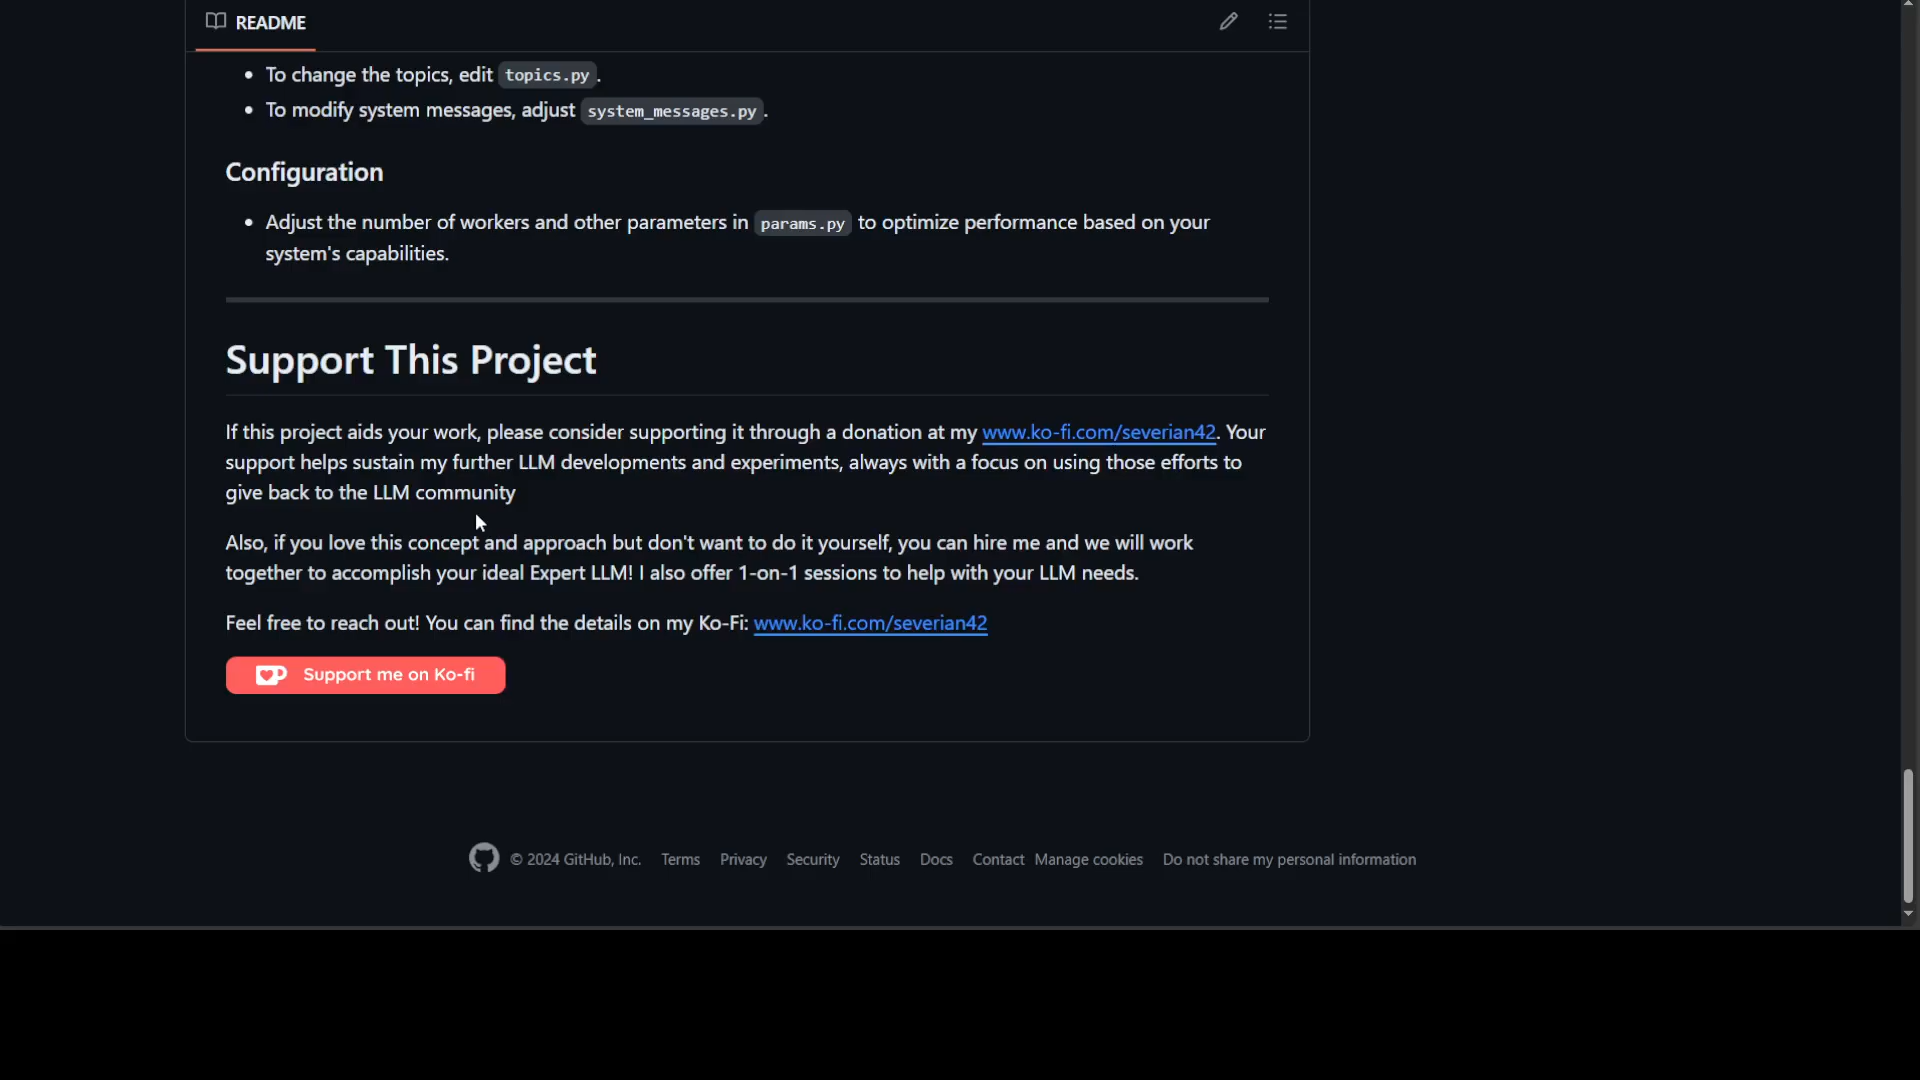 README
To change the topics, edit topics.py.
To modify system messages, adjust system_messages.py.
Configuration
Adjust the number of workers and other parameters in params.py to optimize performance based on your
system's capabilities.
Support This Project
If this project aids your work, please consider supporting it through a donation at my www.ko-fi.com/severian42. Your
support helps sustain my further LLM developments and experiments, always with a focus on using those efforts to
give back to the LLM community
Also, if you love this concept and approach but don't want to do it yourself, you can hire me and we will work
together to accomplish your ideal Expert LLM! I also offer 1-on-1 sessions to help with your LLM needs.
Feel free to reach out! You can find the details on my Ko-Fi: www.ko-fi.com/severian42
Support me on Ko-fi
© 2024 GitHub, Inc. Terms Privacy Security Status Docs Contact Manage cookies Do not share my personal information